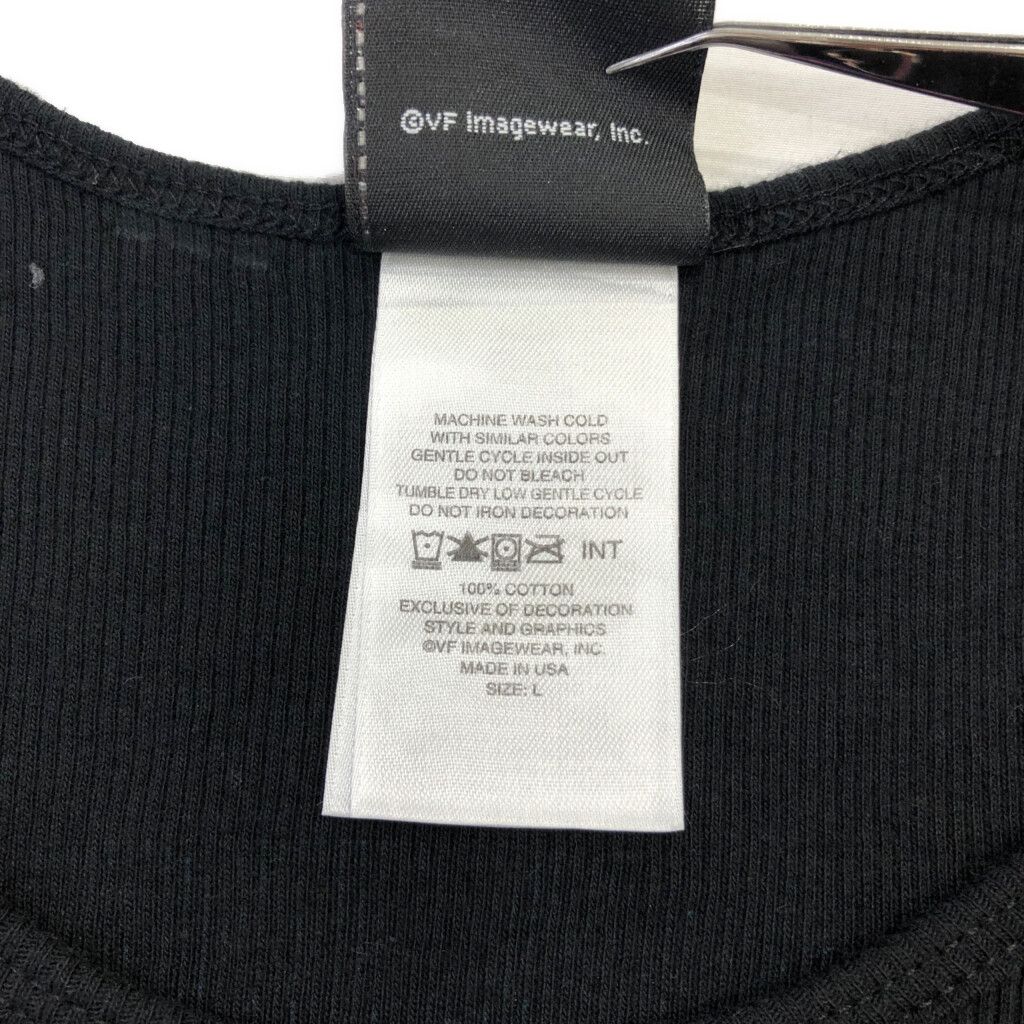 ©VF Imagewear, Inc.
MACHINE WASH COLD
WITH SIMILAR COLORS
GENTLE CYCLE INSIDE OUT
DO NOT BLEACH
TUMBLE DRY LOW GENTLE CYCLE
DO NOT IRON DECORATION
INT
100% COTTON
EXCLUSIVE OF DECORATION
STYLE AND GRAPHICS
©VF IMAGEWEAR, INC.
MADE IN USA
SIZE: L